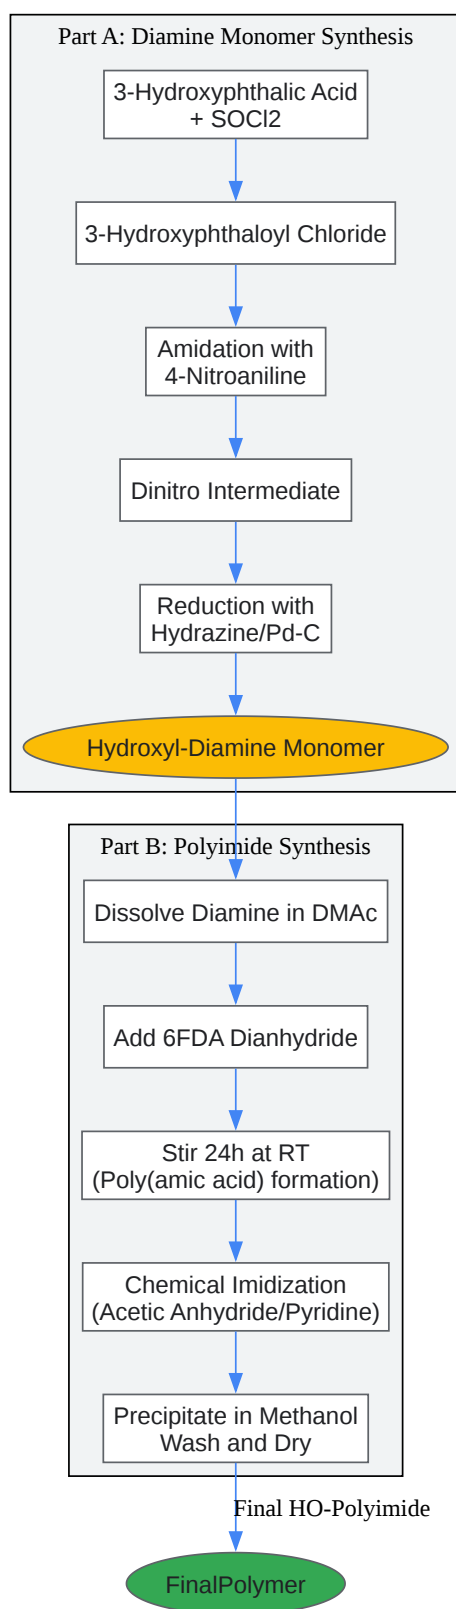 Part A: Diamine Monomer Synthesis
3-Hydroxyphthalic Acid
+ SOCl2
3-Hydroxyphthaloyl Chloride
Amidation with
4-Nitroaniline
Dinitro Intermediate
Reduction with
Hydrazine/Pd-C
Hydroxyl-Diamine Monomer
Part B: Polyimide Synthesis
Dissolve Diamine in DMAc
Add 6FDA Dianhydride
Stir 24h at RT
(Poly(amic acid) formation)
Chemical Imidization
(Acetic Anhydride/Pyridine)
Precipitate in Methanol
Wash and Dry
Final HO-Polyimide
FinalPolymer